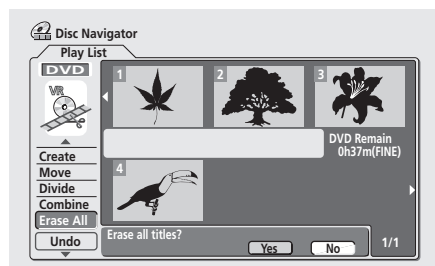 Disc Navigator
Play List
DVD
VR
1
2
3
DVD Remain
0h37m(FINE)
4
Create
Move
Divide
Combine
Erase All
Undo
Erase all titles?
Yes
No
1/1